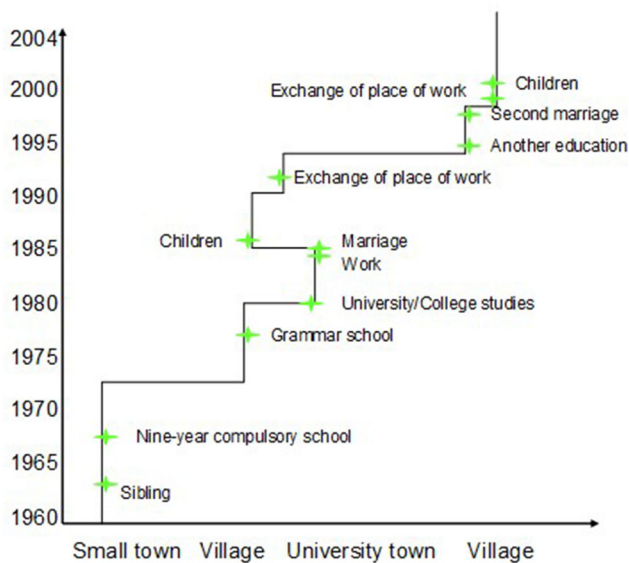 2004
2000
1995
1990
1985
1980
1975
1970
1965
1960
Children
Exchange of place of work
Second marriage
Another education
Exchange of place of work
Children
Marriage
Work
University/College studies
Grammar school
Nine-year compulsory school
Sibling
Small town Village University town Village